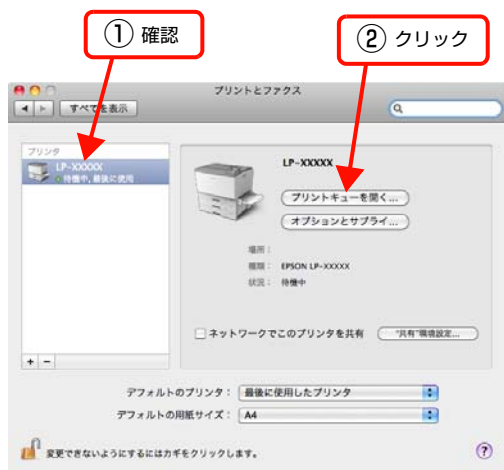 ① 確認
② クリック
プリントとファクス
すべてを表示
プリンタ
LP-XXXXX
待機中, 最後に使用
LP-XXXXX
プリントキューを開く...
オプションとサプライ...
場所:
種類: EPSON LP-XXXXX
状況: 待機中
ネットワークでこのプリンタを共有
"共有"環境設定...
+ −
デフォルトのプリンタ: 最後に使用したプリンタ
デフォルトの用紙サイズ: A4
変更できないようにするにはカギをクリックします。
?